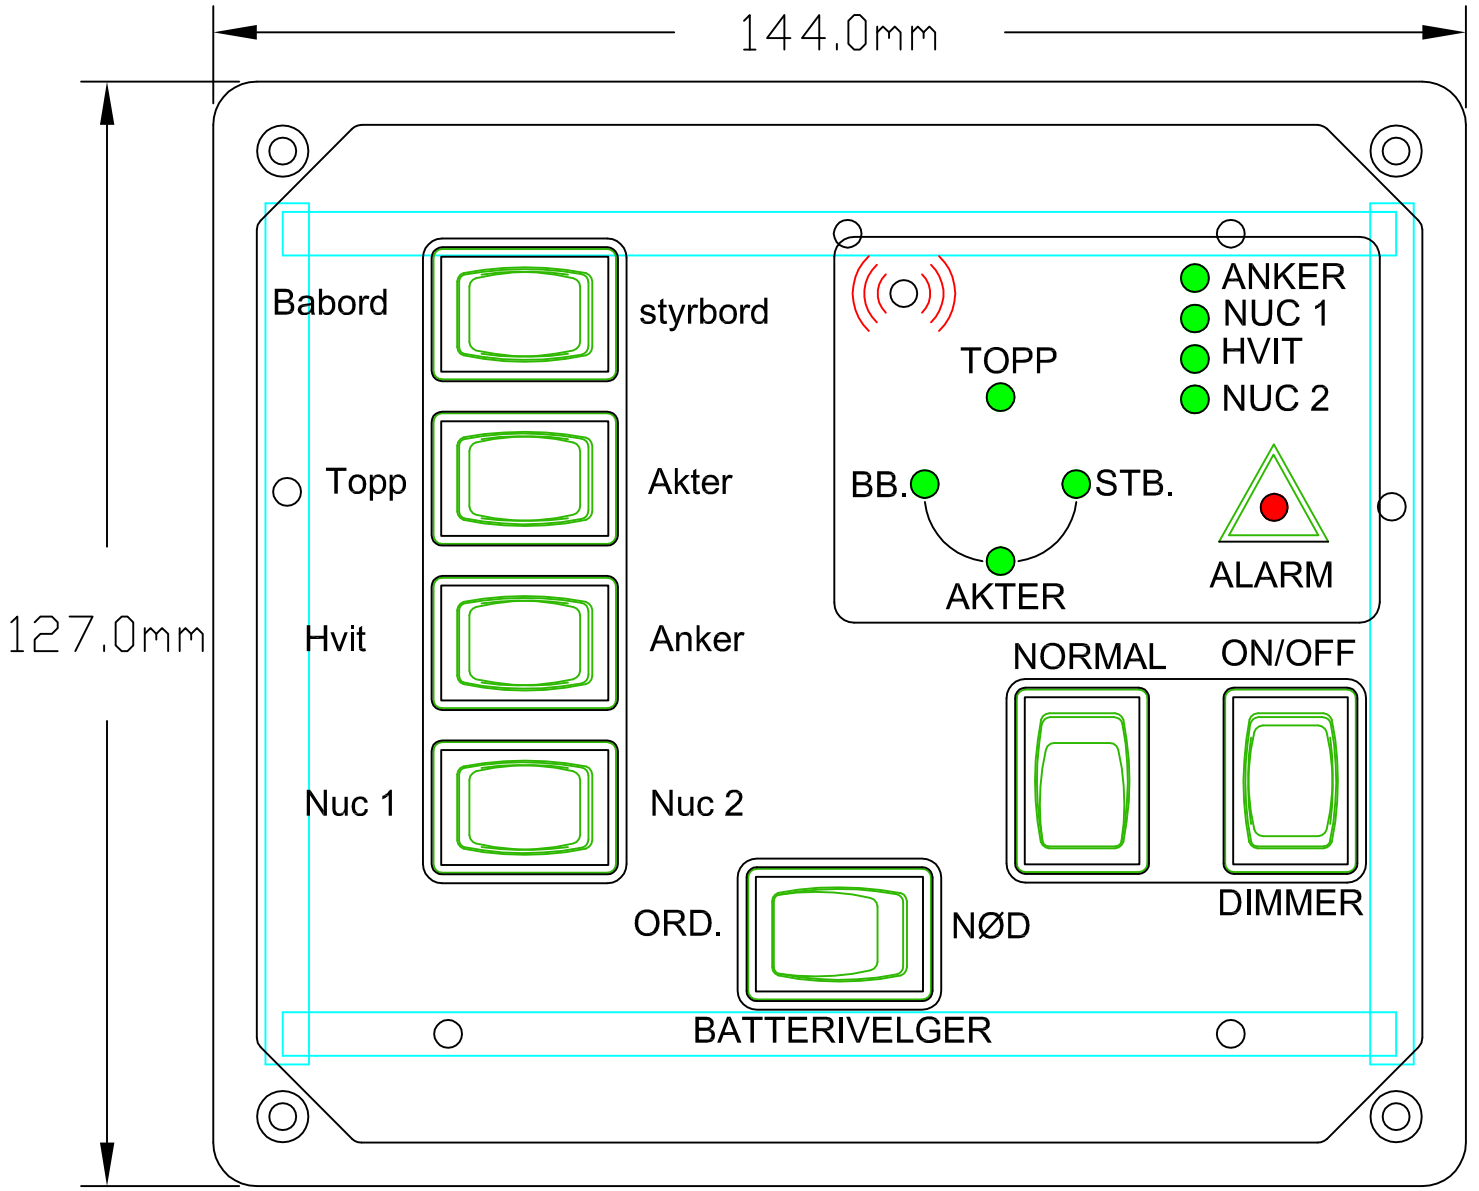 144.0mm
127.0mm
Babord
styrbord
Topp
Akter
Hvit
Anker
Nuc 1
Nuc 2
ANKER
NUC 1
HVIT
NUC 2
TOPP
BB.
STB.
AKTER
ALARM
NORMAL
ON/OFF
DIMMER
ORD.
NØD
BATTERIVELGER